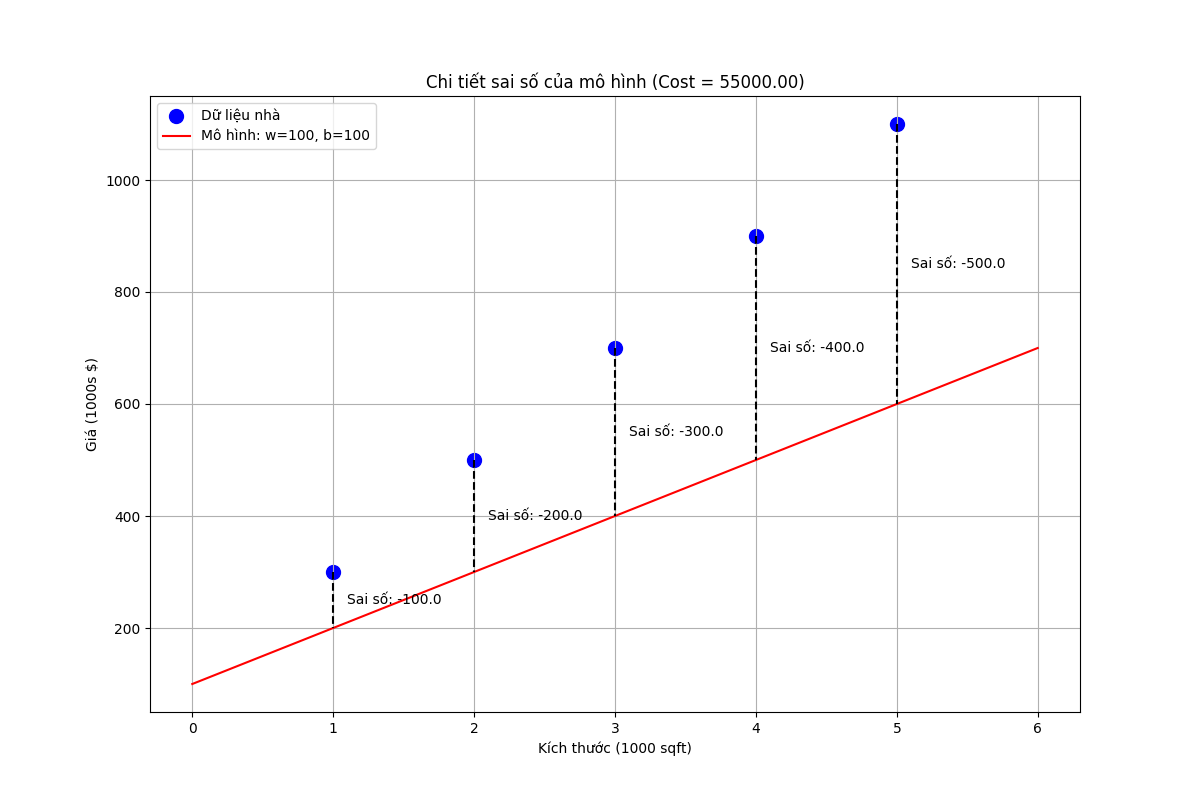 Chi tiết sai số của mô hình (Cost = 55000.00)
Dữ liệu nhà
Mô hình: w=100, b=100
Giá (1000s $)
1000
800
600
400
200
Sai số: -500.0
Sai số: -400.0
Sai số: -300.0
Sai số: -200.0
Sai số: -100.0
0 1 2 3 4 5 6
Kích thước (1000 sqft)